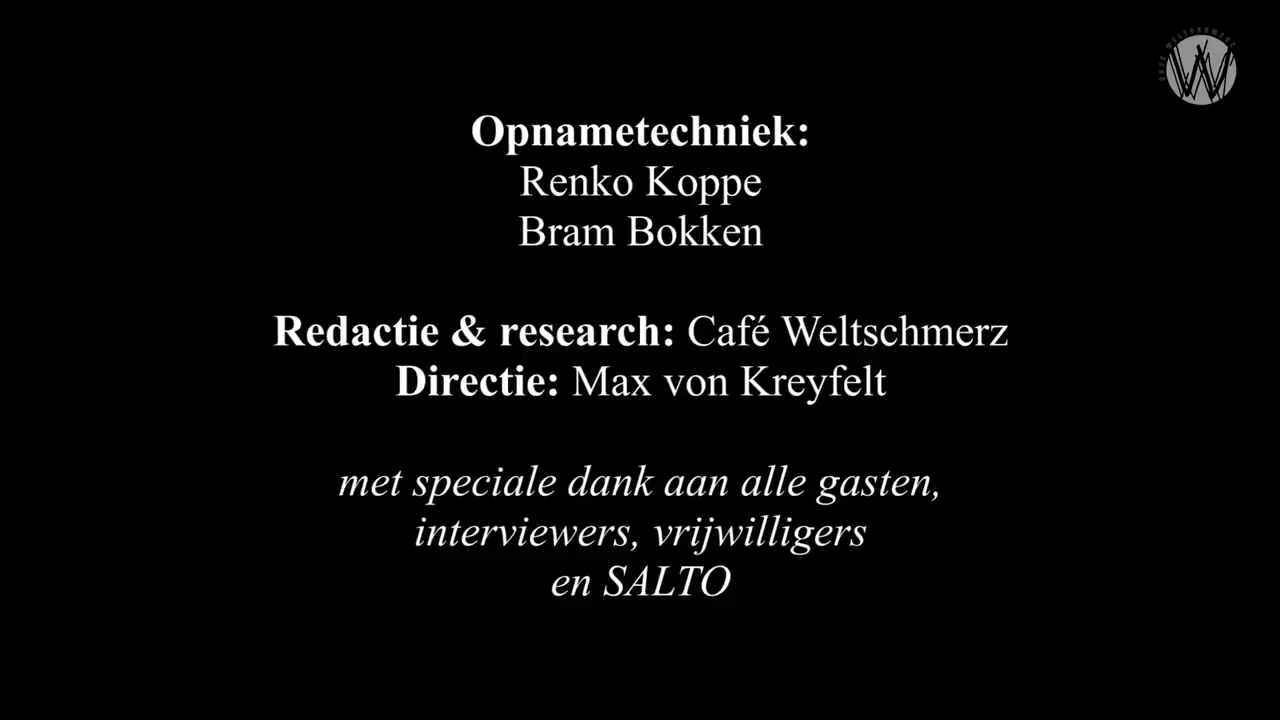 Opnametechniek:
Renko Koppe
Bram Bokken
Redactie & research: Café Weltschmerz
Directie: Max von Kreyfelt
met speciale dank aan alle gasten,
interviewers, vrijwilligers
en SALTO